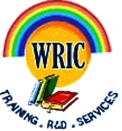 WRIC
TRAINING . R&D . SERVICES